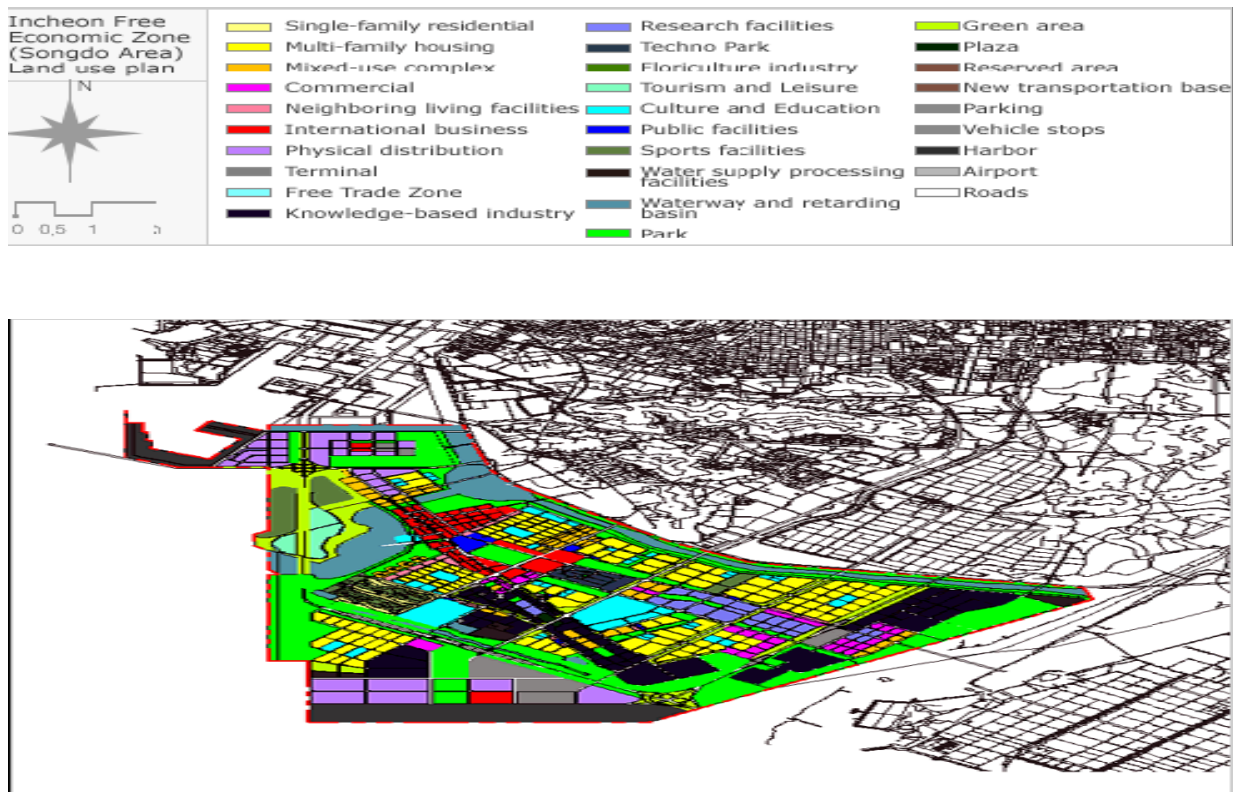 Incheon Free
Economic Zone
(Songdo Area)
Land use plan
N
0 0,5 1
Single-family residential
Multi-family housing
Mixed-use complex
Commercial
Neighboring living facilities
International business
Physical distribution
Terminal
Free Trade Zone
Knowledge-based industry
Research facilities
Techno Park
Floriculture industry
Tourism and Leisure
Culture and Education
Public facilities
Sports facilities
Water supply processing
facilities
Waterway and retarding
basin
Park
Green area
Plaza
Reserved area
New transportation base
Parking
Vehicle stops
Harbor
Airport
Roads